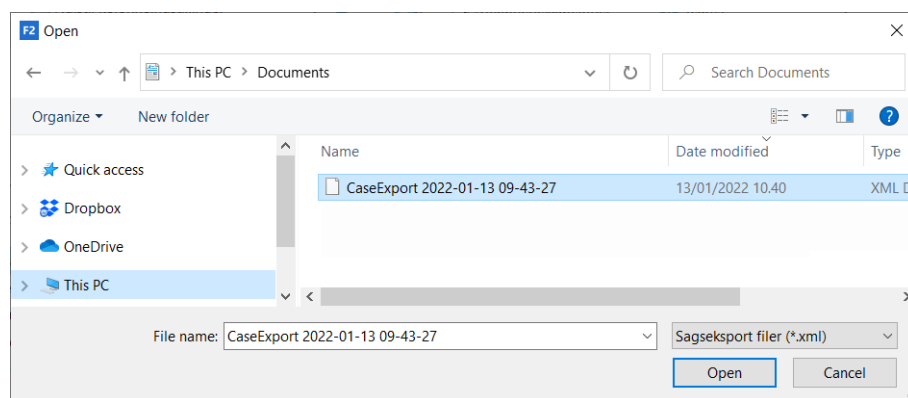 F2 Open
This PC > Documents
Search Documents
Organize
New folder
Name
Date modified
Type
Quick access
CaseExport 2022-01-13 09-43-27
13/01/2022 10.40
XML
Dropbox
OneDrive
This PC
File name: CaseExport 2022-01-13 09-43-27
Sagseksport filer (*.xml)
Open
Cancel